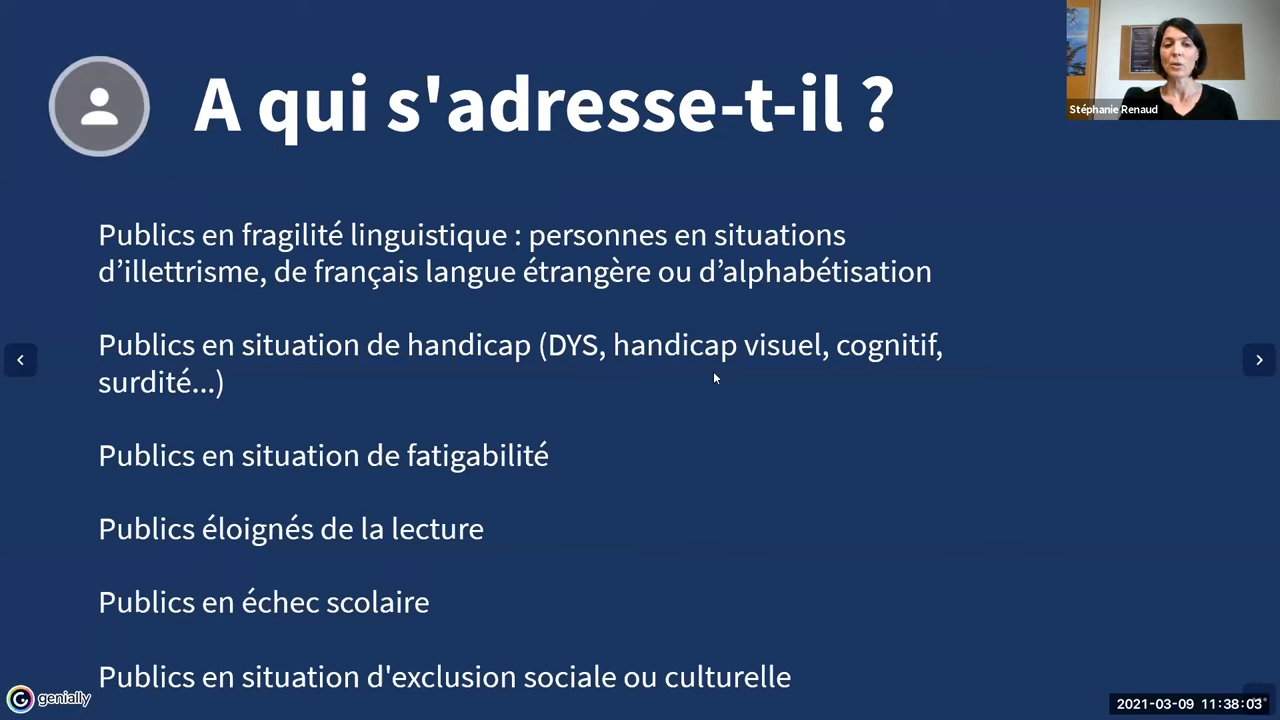 A qui s'adresse-t-il ?
Stéphanie Renaud
Publics en fragilité linguistique : personnes en situations
d’illettrisme, de français langue étrangère ou d’alphabétisation
Publics en situation de handicap (DYS, handicap visuel, cognitif,
surdité...)
Publics en situation de fatigabilité
Publics éloignés de la lecture
Publics en échec scolaire
Publics en situation d'exclusion sociale ou culturelle
genially
2021-03-09 11:38:03